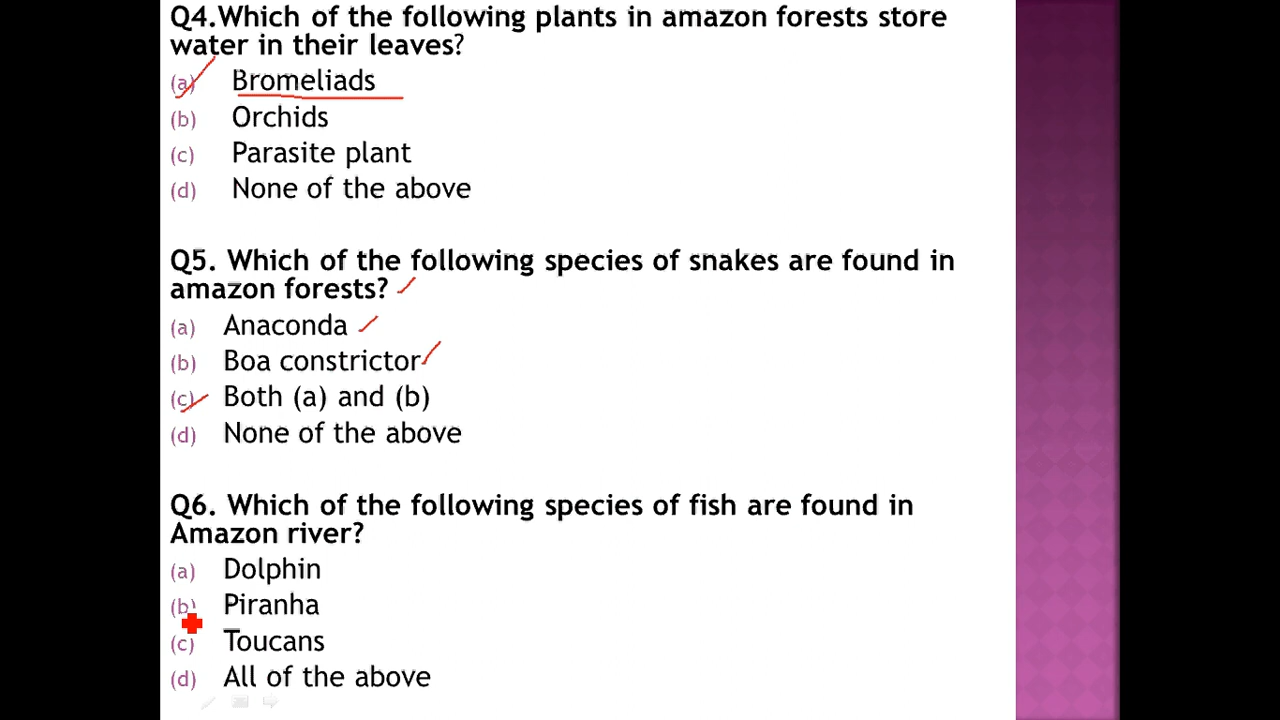 Q4.Which of the following plants in amazon forests store
water in their leaves?
(a) Bromeliads
(b) Orchids
(c) Parasite plant
(d) None of the above
Q5. Which of the following species of snakes are found in
amazon forests?
(a) Anaconda
(b) Boa constrictor
(c) Both (a) and (b)
(d) None of the above
Q6. Which of the following species of fish are found in
Amazon river?
(a) Dolphin
(b) Piranha
(c) Toucans
(d) All of the above